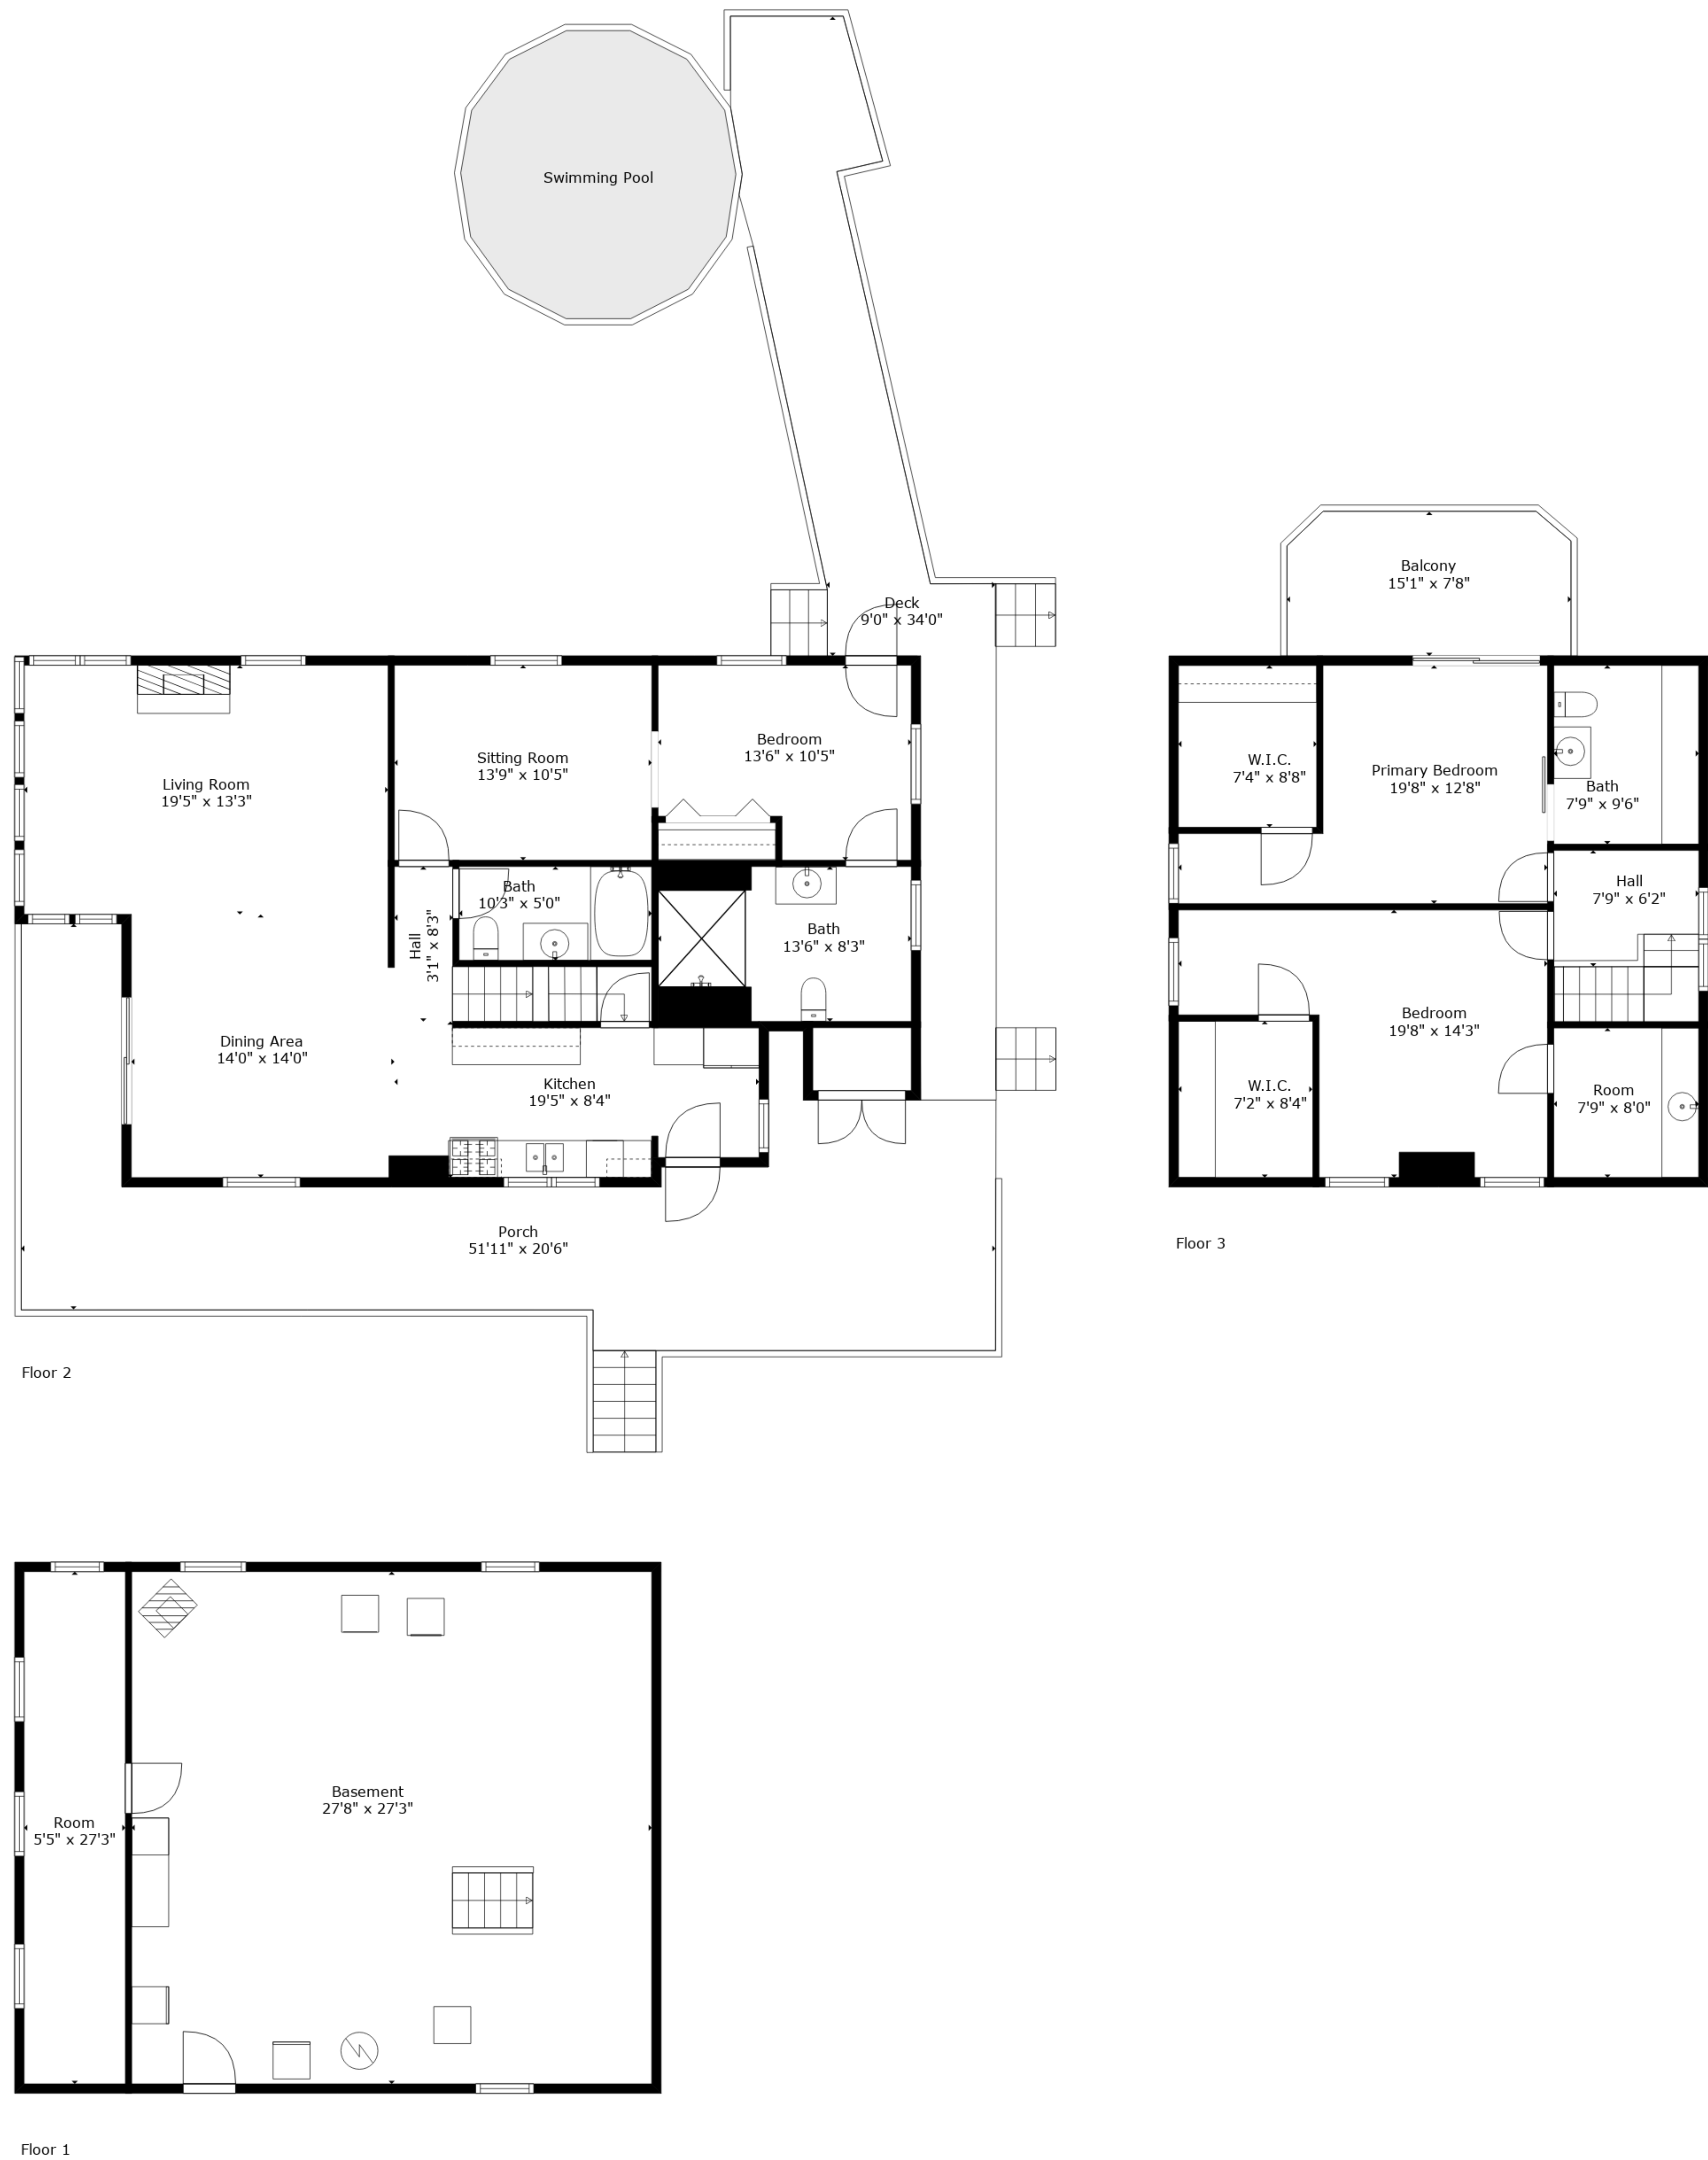 Swimming Pool
Balcony
15'1" x 7'8"
Deck
9'0" x 34'0"
Living Room
19'5" x 13'3"
Sitting Room
13'9" x 10'5"
Bedroom
13'6" x 10'5"
W.I.C.
7'4" x 8'8"
Primary Bedroom
19'8" x 12'8"
Bath
7'9" x 9'6"
Bath
10'3" x 5'0"
Hall
3'1" x 8'3"
Bath
13'6" x 8'3"
Hall
7'9" x 6'2"
Dining Area
14'0" x 14'0"
Kitchen
19'5" x 8'4"
Bedroom
19'8" x 14'3"
W.I.C.
7'2" x 8'4"
Room
7'9" x 8'0"
Porch
51'11" x 20'6"
Floor 3
Floor 2
Basement
27'8" x 27'3"
Room
5'5" x 27'3"
Floor 1